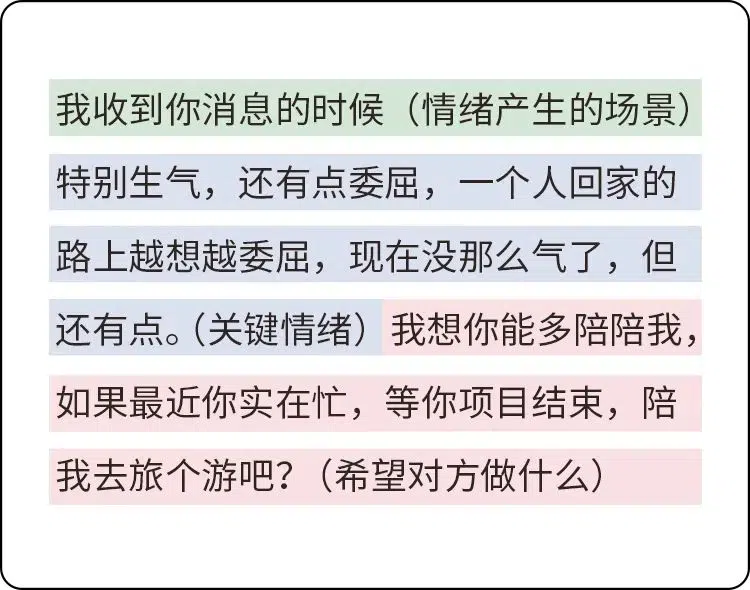 我收到你消息的时候（情绪产生的场景）
特别生气，还有点委屈，一个人回家的
路上越想越委屈，现在没那么气了，但
还有点。（关键情绪）我想你能多陪陪我，
如果最近你实在忙，等你项目结束，陪
我去旅个游吧？（希望对方做什么）